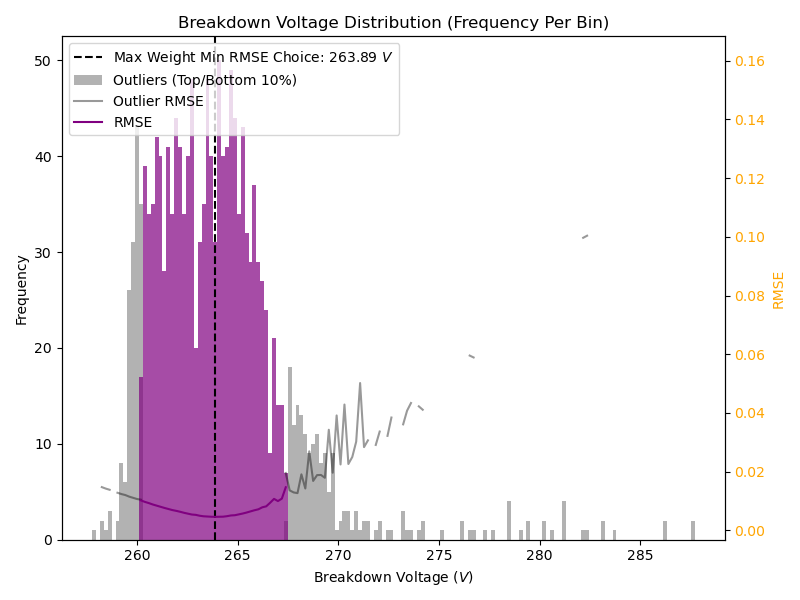 Breakdown Voltage Distribution (Frequency Per Bin)
Max Weight Min RMSE Choice: 263.89 V
Outliers (Top/Bottom 10%)
Outlier RMSE
RMSE
50
40
30
20
10
0
Frequency
0.16
0.14
0.12
0.10
0.08
0.06
0.04
0.02
0.00
RMSE
260 265 270 275 280 285
Breakdown Voltage (V)